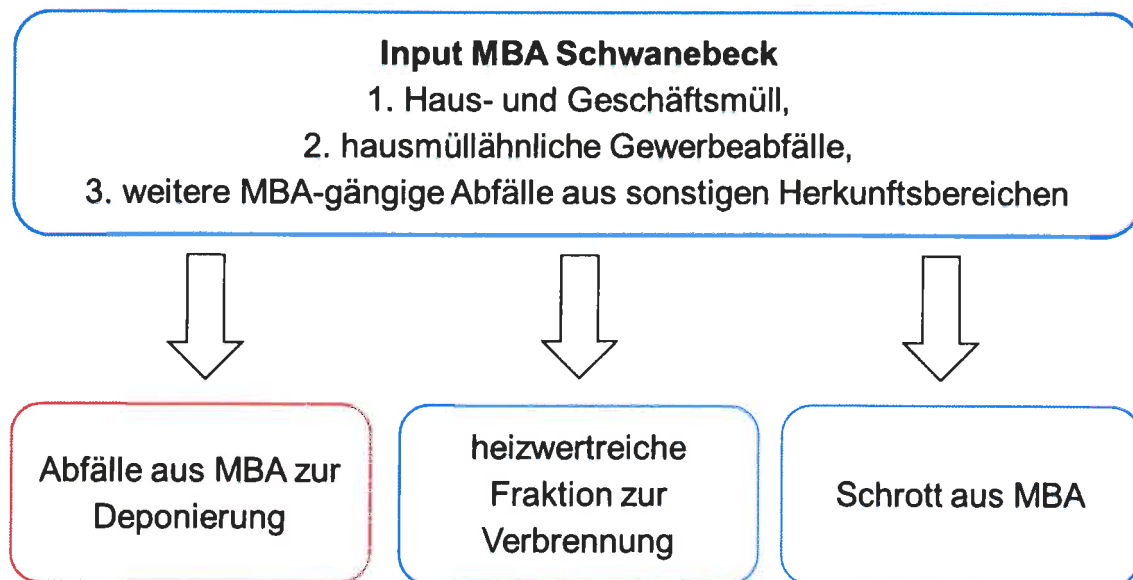 Input MBA Schwanebeck
1. Haus- und Geschäftsmüll,
2. hausmüllähnliche Gewerbeabfälle,
3. weitere MBA-gängige Abfälle aus sonstigen Herkunftsbereichen
Abfälle aus MBA zur
Deponierung
heizwertreiche
Fraktion zur
Verbrennung
Schrott aus MBA